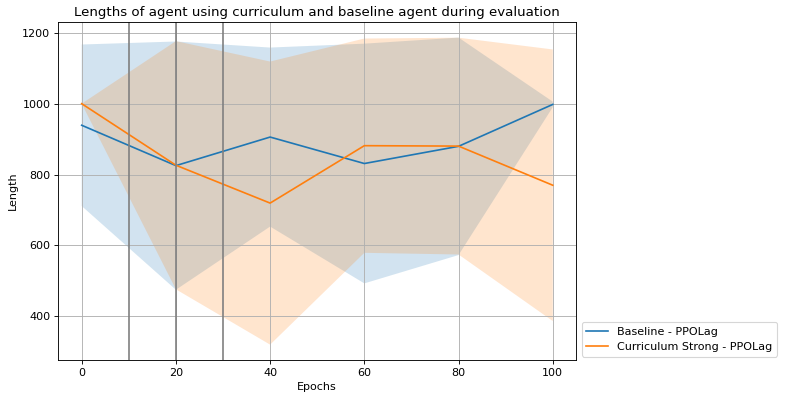 Lengths of agent using curriculum and baseline agent during evaluation
1200
1000
800
600
400
Length
0 20 40 60 80 100
Epochs
Baseline - PPOLag
Curriculum Strong - PPOLag